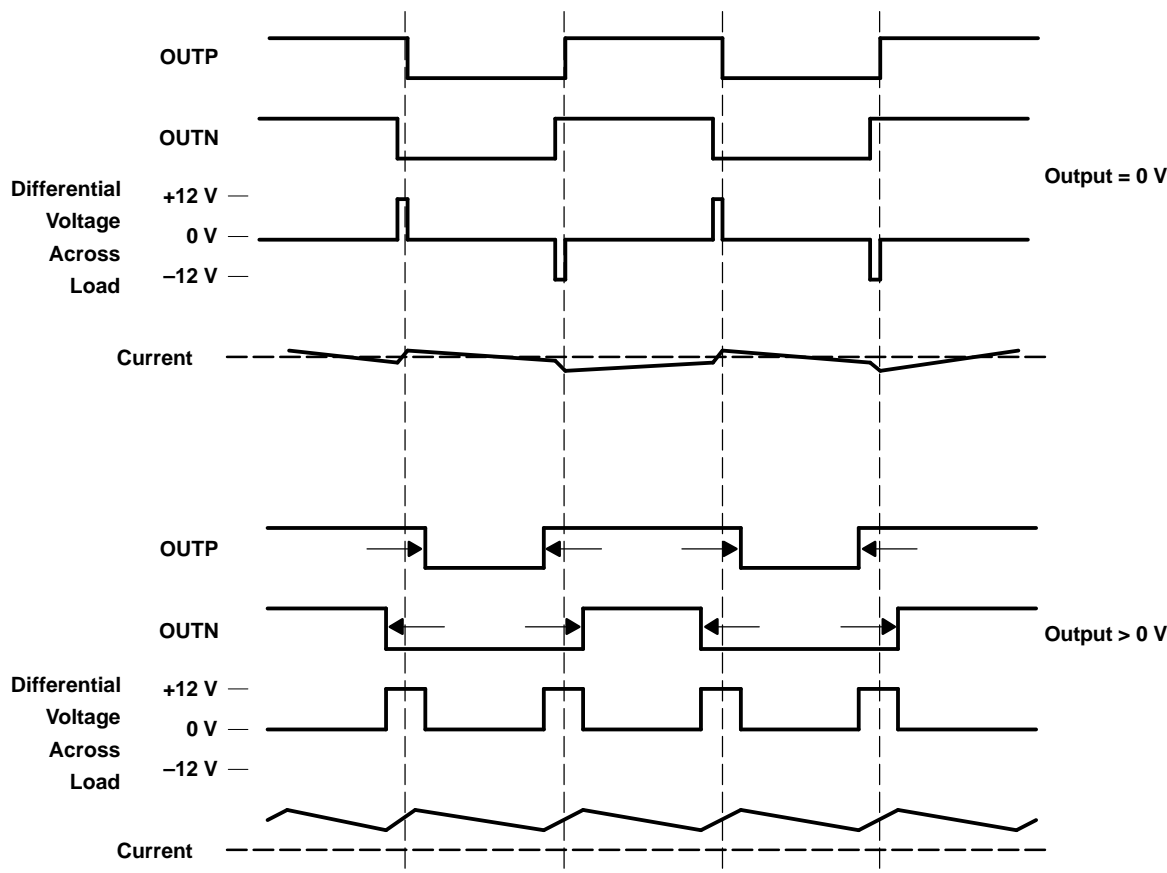 OUTP
OUTN
Output = 0 V
Differential
Voltage
Across
Load
+12 V
0 V
–12 V
Current
OUTP
OUTN
Output > 0 V
Differential
Voltage
Across
Load
+12 V
0 V
–12 V
Current